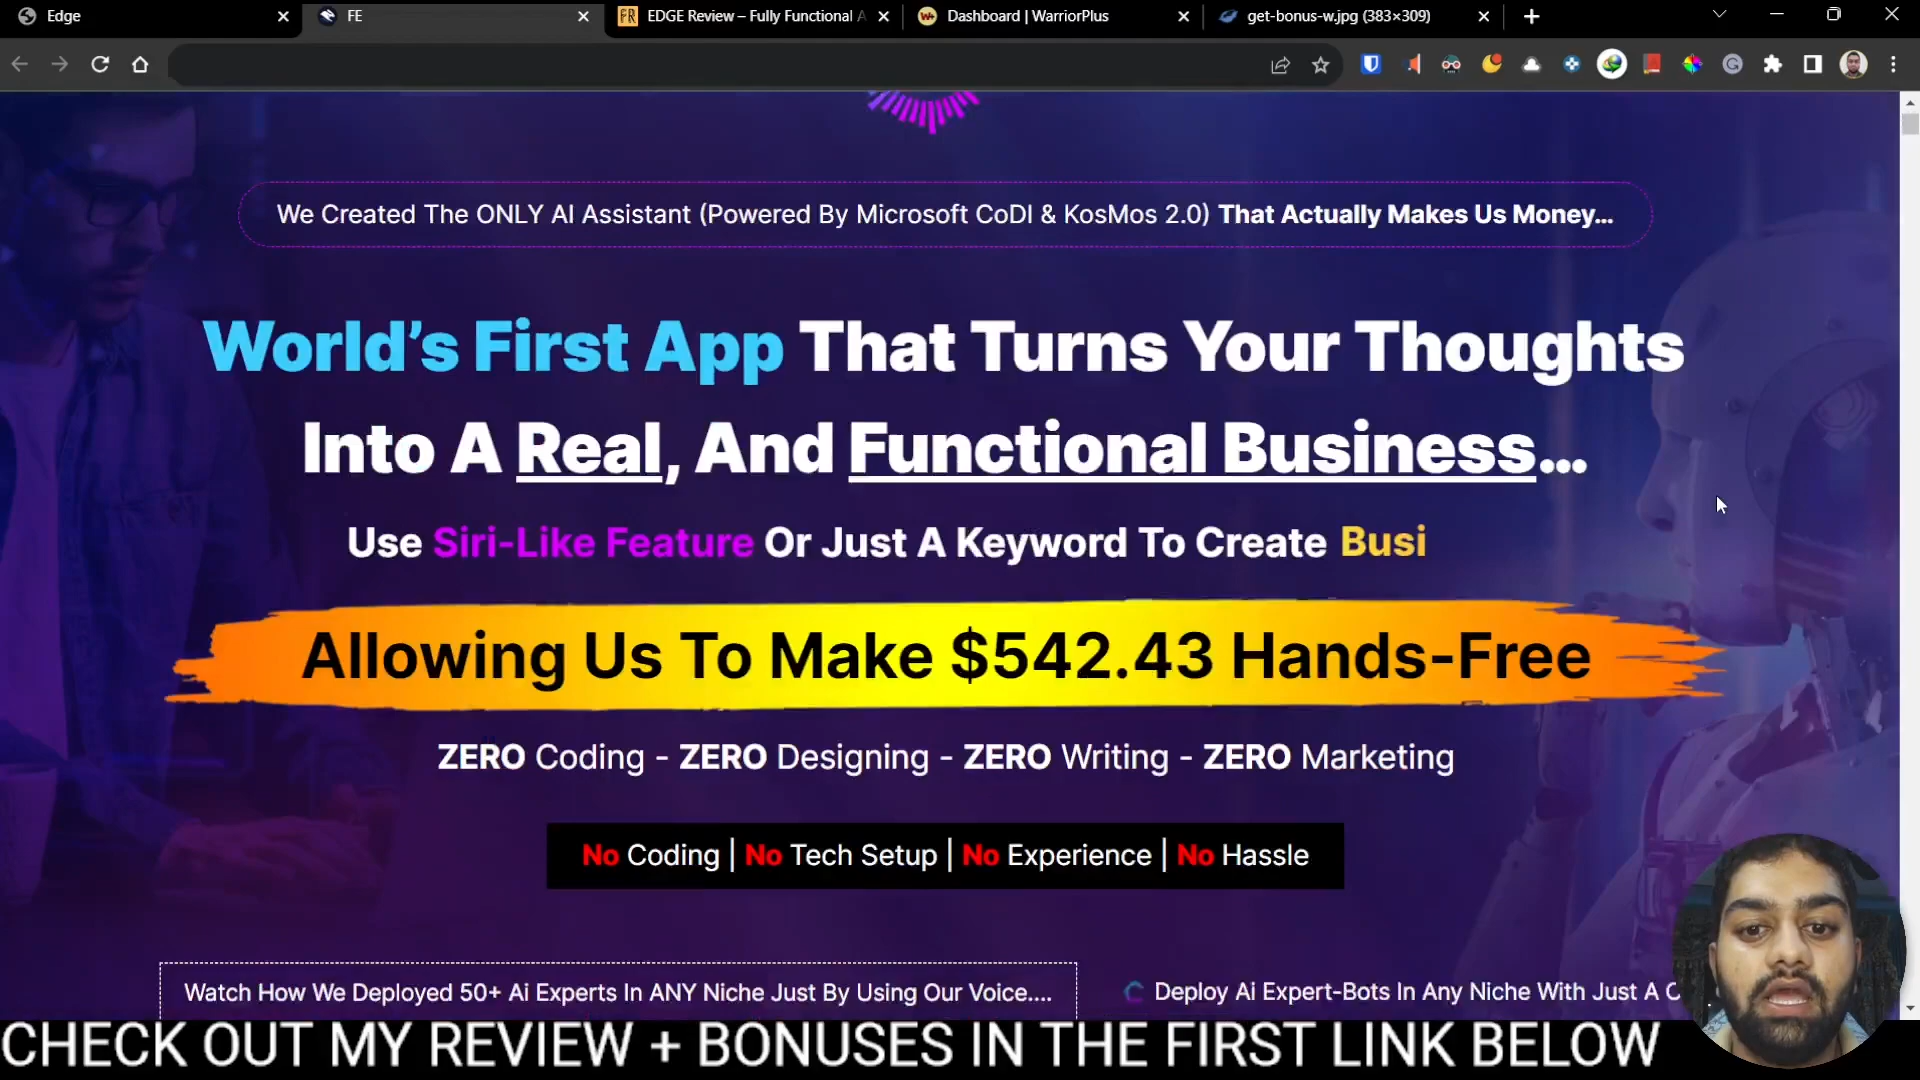 Edge
FE
EDGE Review – Fully Functional A
Dashboard | WarriorPlus
get-bonus-w.jpg (383×309)
We Created The ONLY AI Assistant (Powered By Microsoft CoDI & KosMos 2.0) That Actually Makes Us Money...
World's First App That Turns Your Thoughts
Into A Real, And Functional Business...
Use Siri-Like Feature Or Just A Keyword To Create Busi
Allowing Us To Make $542.43 Hands-Free
ZERO Coding - ZERO Designing - ZERO Writing - ZERO Marketing
No Coding | No Tech Setup | No Experience | No Hassle
Watch How We Deployed 50+ Ai Experts In ANY Niche Just By Using Our Voice....
Deploy Ai Expert-Bots In Any Niche With Just A C
CHECK OUT MY REVIEW + BONUSES IN THE FIRST LINK BELOW